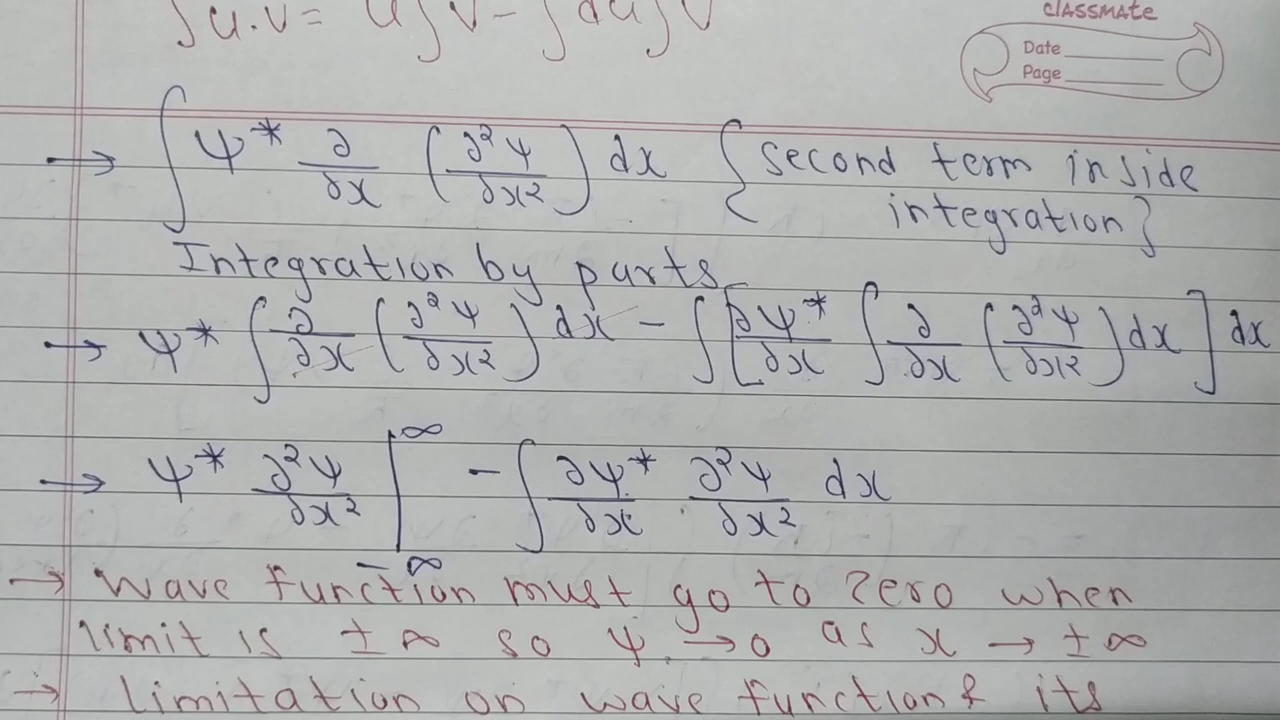 ∫u.v = u∫v - ∫du∫v
classmate
Date
Page
→ ∫ ψ* ∂/∂x (∂²ψ/∂x²) dx {second term inside
integration}
Integration by parts
→ ψ* ∫ ∂/∂x (∂²ψ/∂x²) dx - ∫[∂ψ*/∂x ∫ ∂/∂x (∂²ψ/∂x²) dx] dx
→ ψ* ∂²ψ/∂x² |∞ -∞ - ∫ ∂ψ*/∂x ∂²ψ/∂x² dx
→ Wave function must go to zero when
limit is ±∞ so ψ → 0 as x → ±∞
→ limitation on wave function & its